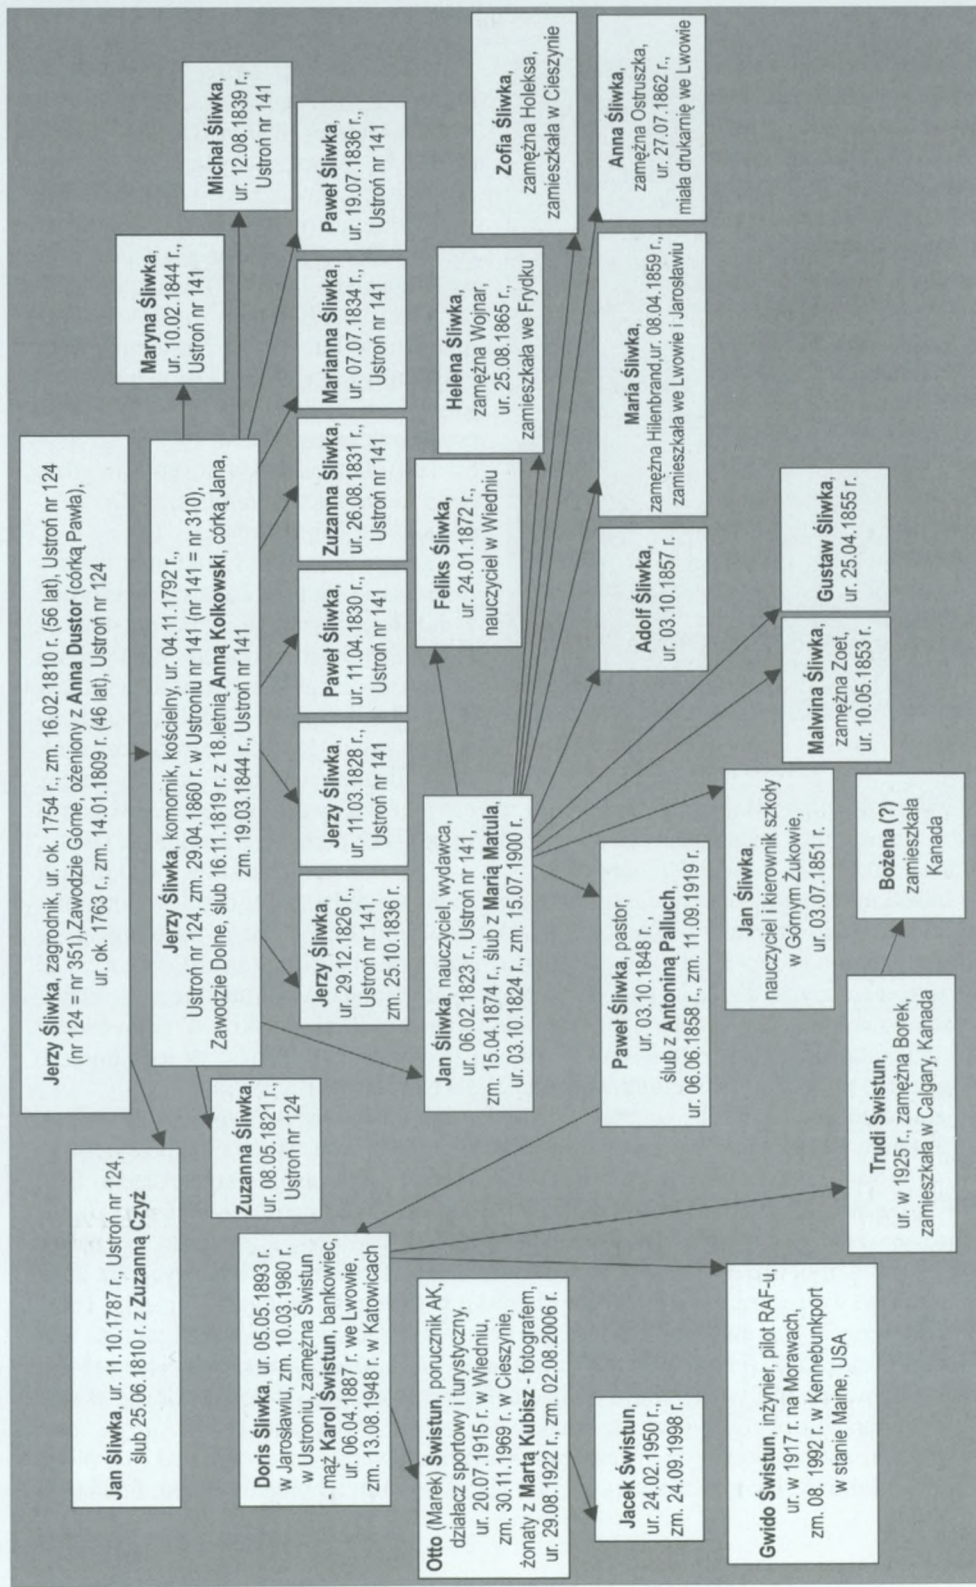 Jerzy Śliwka, zagrodnik, ur. ok. 1754 r., zm. 16.02.1810 r. (56 lat), Ustroń nr 124
(nr 124 = nr 351),Zawodzie Górne, ożeniony z Anna Dustor (córką Pawła),
ur. ok. 1763 r., zm. 14.01.1809 r. (46 lat), Ustroń nr 124
Jan Śliwka, ur. 11.10.1787 r., Ustroń nr 124,
ślub 25.06.1810 r. z Zuzanną Czyż
Jerzy Śliwka, komornik, kościelny, ur. 04.11.1792 r.,
Ustroń nr 124, zm. 29.04.1860 r. w Ustroniu nr 141 (nr 141 = nr 310),
Zawodzie Dolne, ślub 16.11.1819 r. z 18.letnią Anną Kolkowski, córką Jana,
zm. 19.03.1844 r., Ustroń nr 141
Maryna Śliwka,
ur. 10.02.1844 r.,
Ustroń nr 141
Michał Śliwka,
ur. 12.08.1839 r.,
Ustroń nr 141
Zuzanna Śliwka,
ur. 08.05.1821 r.,
Ustroń nr 124
Jerzy Śliwka,
ur. 29.12.1826 r.,
Ustroń nr 141,
zm. 25.10.1836 r.
Jerzy Śliwka,
ur. 11.03.1828 r.,
Ustroń nr 141
Paweł Śliwka,
ur. 11.04.1830 r.,
Ustroń nr 141
Zuzanna Śliwka,
ur. 26.08.1831 r.,
Ustroń nr 141
Marianna Śliwka,
ur. 07.07.1834 r.,
Ustroń nr 141
Paweł Śliwka,
ur. 19.07.1836 r.,
Ustroń nr 141
Jan Śliwka, nauczyciel, wydawca,
ur. 06.02.1823 r., Ustroń nr 141,
zm. 15.04.1874 r., ślub z Marią Matula,
ur. 03.10.1824 r., zm. 15.07.1900 r.
Feliks Śliwka,
ur. 24.01.1872 r.,
nauczyciel w Wiedniu
Helena Śliwka,
zamężna Wojnar,
ur. 25.08.1865 r.,
zamieszkała we Frydku
Zofia Śliwka,
zamężna Holeksa,
zamieszkała w Cieszynie
Doris Śliwka, ur. 05.05.1893 r.
w Jarosławiu, zm. 10.03.1980 r.
w Ustroniu, zamężna Świstun
- mąż Karol Świstun, bankowiec,
ur. 06.04.1887 r. we Lwowie,
zm. 13.08.1948 r. w Katowicach
Paweł Śliwka, pastor,
ur. 03.10.1848 r.,
ślub z Antoniną Palluch,
ur. 06.06.1858 r., zm. 11.09.1919 r.
Adolf Śliwka,
ur. 03.10.1857 r.
Maria Śliwka,
zamężna Hilenbrand,ur. 08.04.1859 r.,
zamieszkała we Lwowie i Jarosławiu
Anna Śliwka,
zamężna Ostruszka,
ur. 27.07.1862 r.,
miała drukarnię we Lwowie
Otto (Marek) Świstun, porucznik AK,
działacz sportowy i turystyczny,
ur. 20.07.1915 r. w Wiedniu,
zm. 30.11.1969 r. w Cieszynie,
żonaty z Martą Kubisz - fotografem,
ur. 29.08.1922 r., zm. 02.08.2006 r.
Jan Śliwka,
nauczyciel i kierownik szkoły
w Górnym Żukowie,
ur. 03.07.1851 r.
Malwina Śliwka,
zamężna Zoet,
ur. 10.05.1853 r.
Gustaw Śliwka,
ur. 25.04.1855 r.
Jacek Świstun,
ur. 24.02.1950 r.,
zm. 24.09.1998 r.
Gwido Świstun, inżynier, pilot RAF-u,
ur. w 1917 r. na Morawach,
zm. 08. 1992 r. w Kennebunkport
w stanie Maine, USA
Trudi Świstun,
ur. w 1925 r., zamężna Borek,
zamieszkała w Calgary, Kanada
Bożena (?)
zamieszkała
Kanada